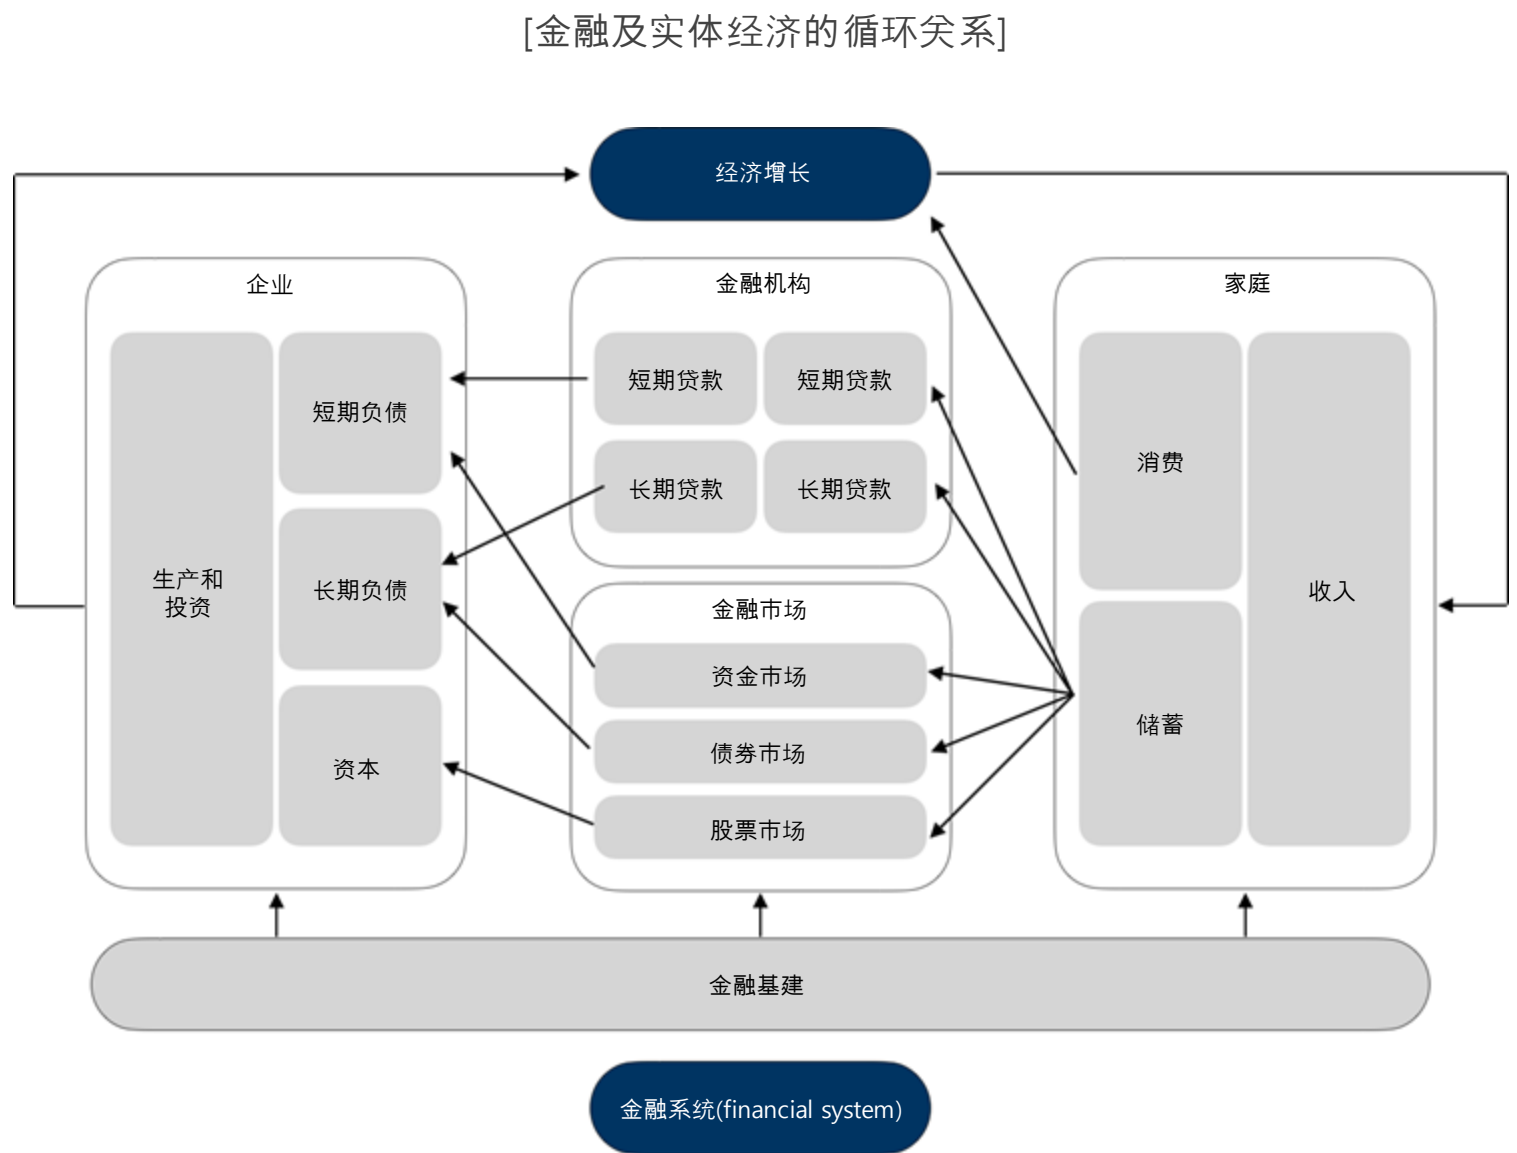 [金融及实体经济的循环关系]
经济增长
企业
生产和
投资
短期负债
长期负债
资本
金融机构
短期贷款
短期贷款
长期贷款
长期贷款
金融市场
资金市场
债券市场
股票市场
家庭
消费
储蓄
收入
金融基建
金融系统(financial system)